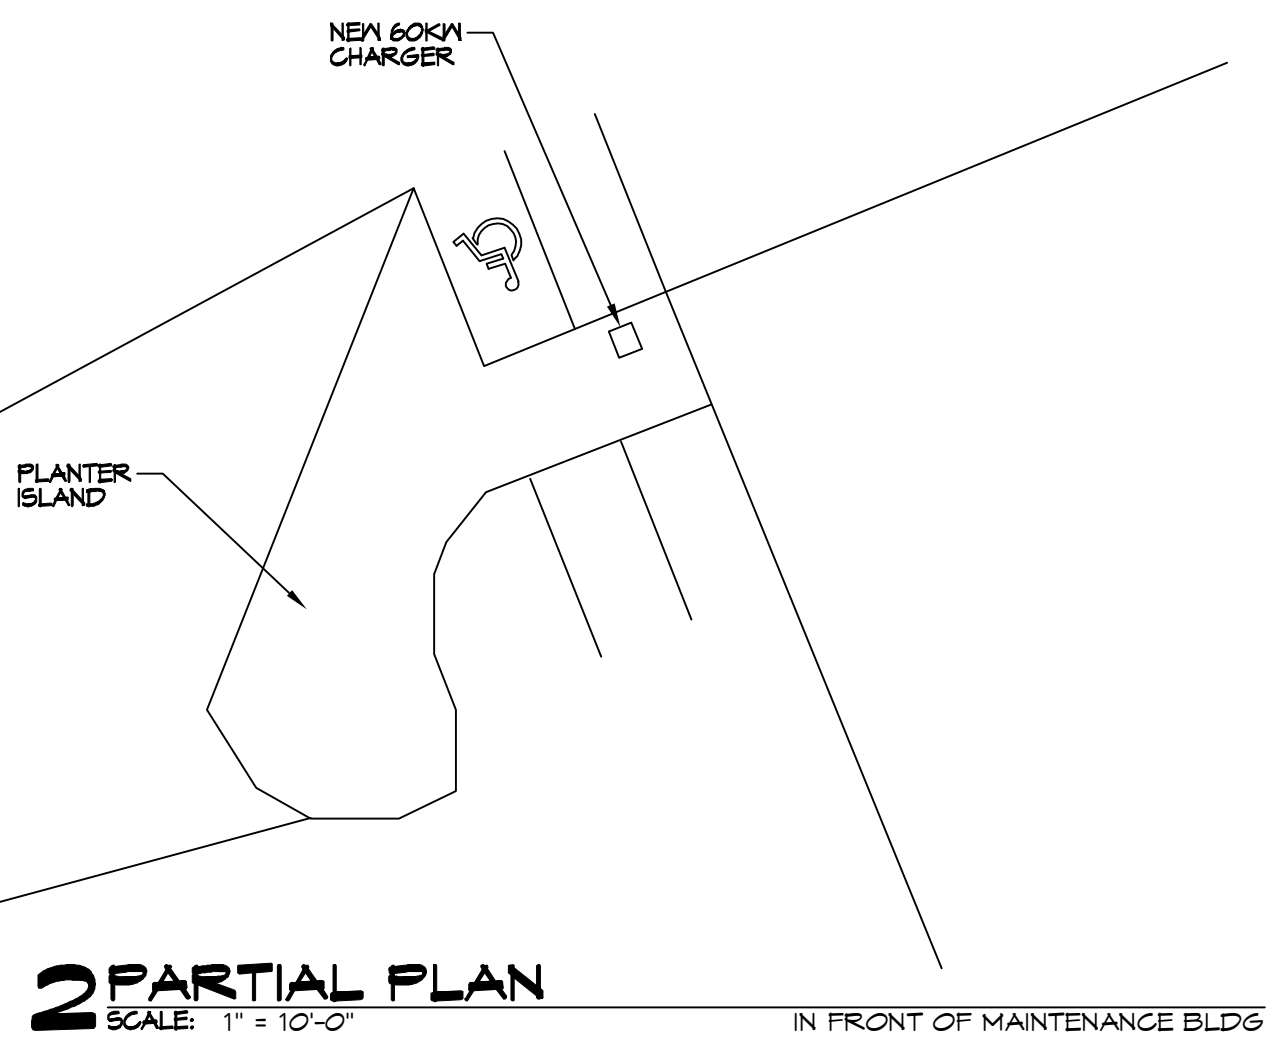 NEW 60KW
CHARGER
PLANTER
ISLAND
2 PARTIAL PLAN
SCALE: 1" = 10'-0"
IN FRONT OF MAINTENANCE BLDG